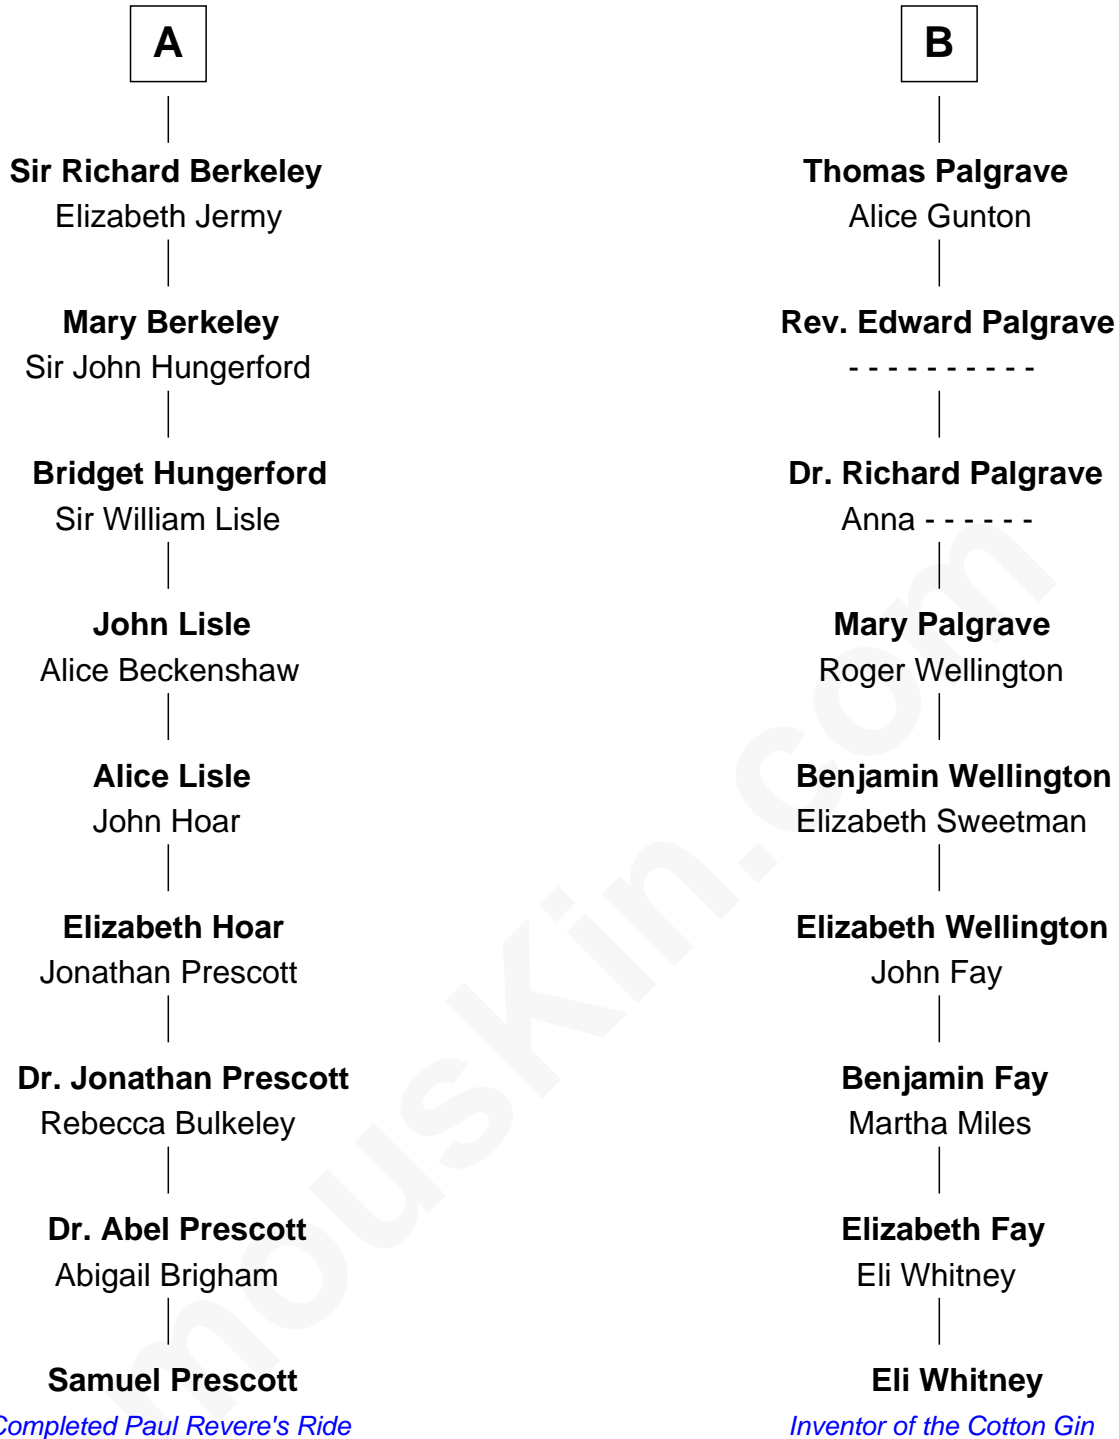 A
Sir Richard Berkeley
Elizabeth Jermy
Mary Berkeley
Sir John Hungerford
Bridget Hungerford
Sir William Lisle
John Lisle
Alice Beckenshaw
Alice Lisle
John Hoar
Elizabeth Hoar
Jonathan Prescott
Dr. Jonathan Prescott
Rebecca Bulkeley
Dr. Abel Prescott
Abigail Brigham
Samuel Prescott
Completed Paul Revere's Ride
B
Thomas Palgrave
Alice Gunton
Rev. Edward Palgrave
- - - - - - - - - -
Dr. Richard Palgrave
Anna - - - - - -
Mary Palgrave
Roger Wellington
Benjamin Wellington
Elizabeth Sweetman
Elizabeth Wellington
John Fay
Benjamin Fay
Martha Miles
Elizabeth Fay
Eli Whitney
Eli Whitney
Inventor of the Cotton Gin
mousKin.com